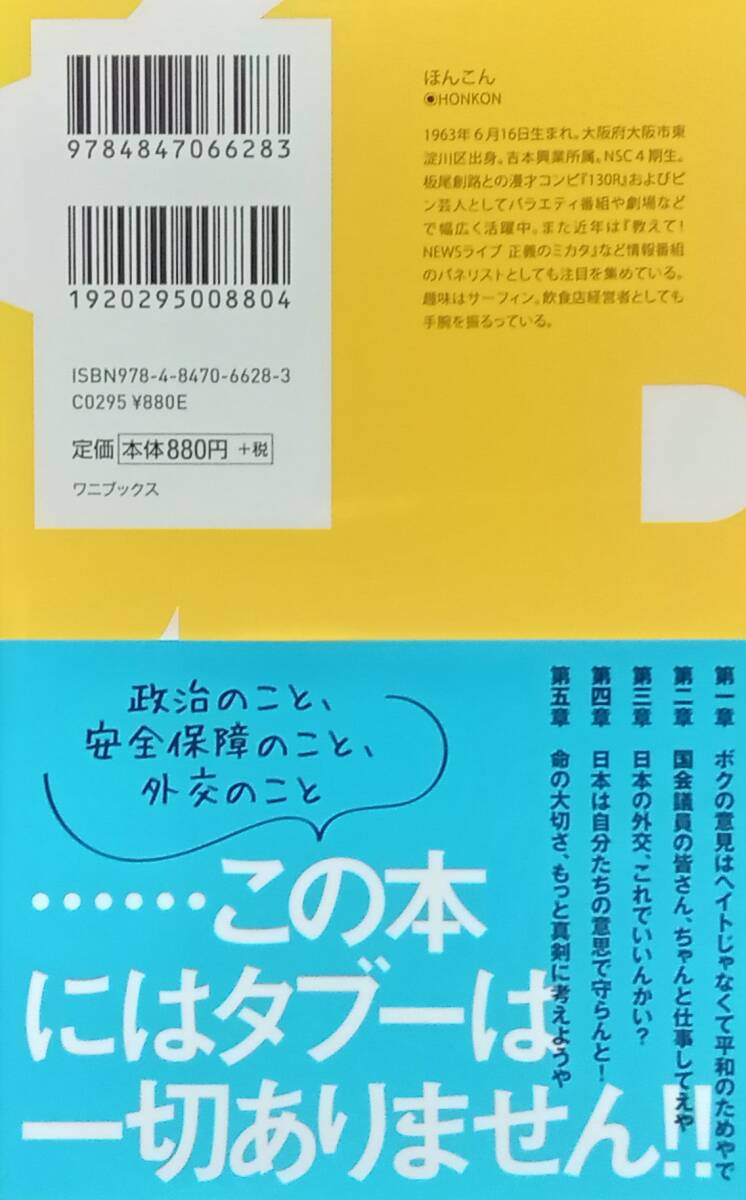 9784847066283
1920295008804
ISBN978-4-8470-6628-3
C0295 ¥880E
定価 本体880円 +税
ワニブックス
ほんこん
◉HONKON
1963年6月16日生まれ。大阪府大阪市東
淀川区出身。吉本興業所属。NSC4期生。
板尾創路との漫才コンビ『130R』およびピ
ン芸人としてバラエティ番組や劇場など
で幅広く活躍中。また近年は『教えて!
NEWSライブ 正義のミカタ』など情報番組
のパネリストとしても注目を集めている。
趣味はサーフィン。飲食店経営者としても
手腕を振るっている。
第一章 ボクの意見はヘイトじゃなくて平和のためやで
第二章 国会議員の皆さん、ちゃんと仕事してえや
第三章 日本の外交、これでいいんかい?
第四章 日本は自分たちの意思で守らんと!
第五章 命の大切さ、もっと真剣に考えようや
政治のこと、
安全保障のこと、
外交のこと
……この本
にはタブーは
一切ありません!!